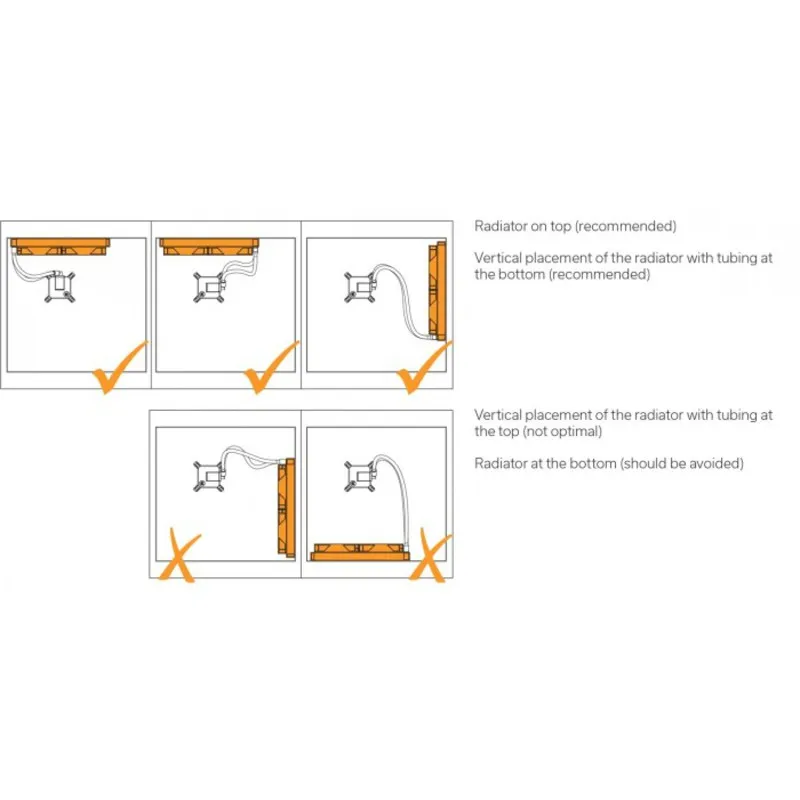 Radiator on top (recommended)
Vertical placement of the radiator with tubing at
the bottom (recommended)
Vertical placement of the radiator with tubing at
the top (not optimal)
Radiator at the bottom (should be avoided)